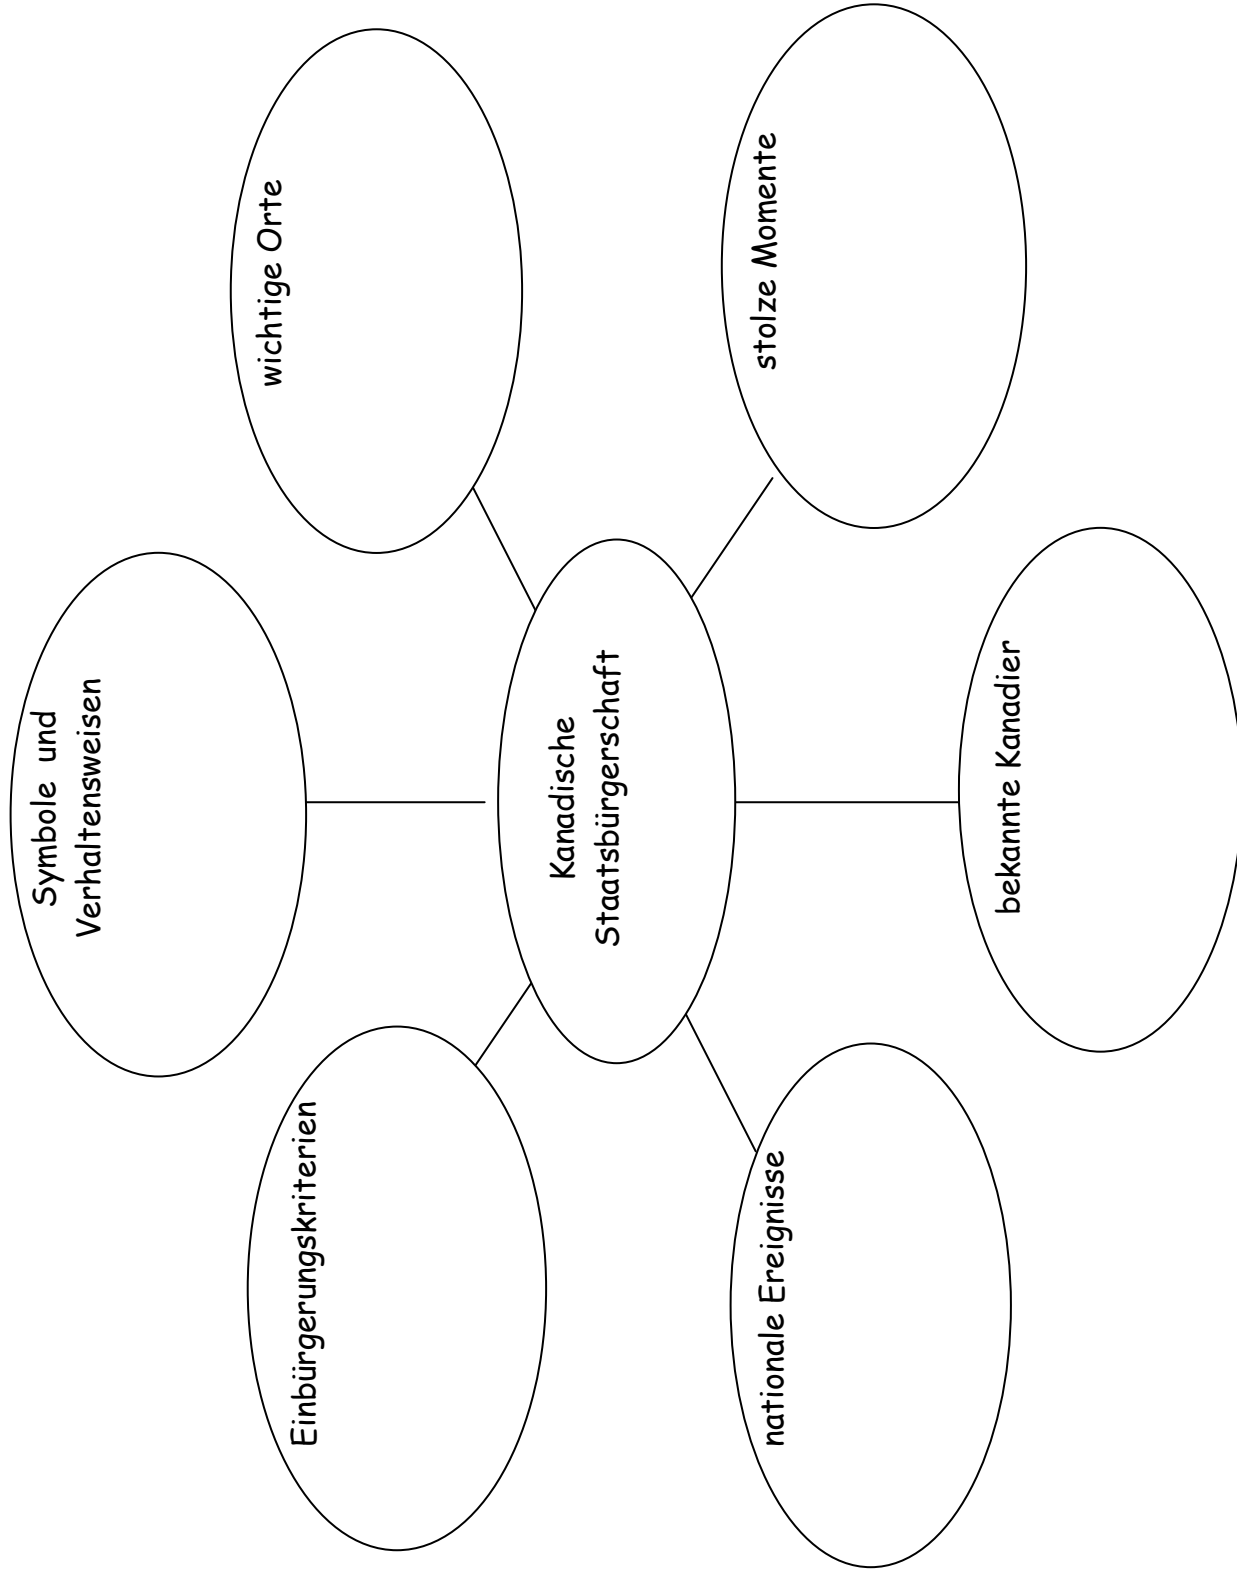 Symbole und
Verhaltensweisen
Einbürgerungskriterien
wichtige Orte
Kanadische
Staatsbürgerschaft
nationale Ereignisse
stolze Momente
bekannte Kanadier